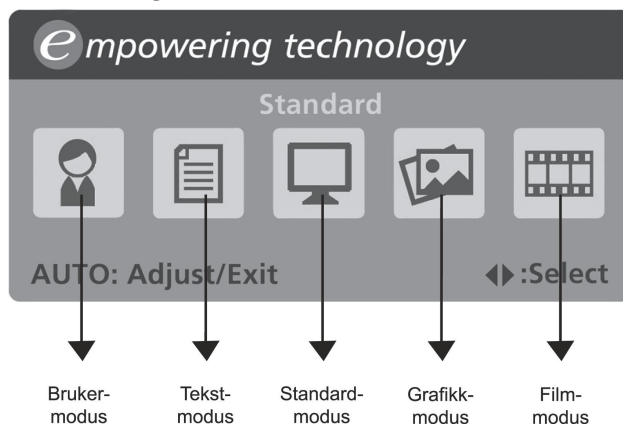 empowering technology
Standard
AUTO: Adjust/Exit
:Select
Bruker-
modus
Tekst-
modus
Standard-
modus
Grafikk-
modus
Film-
modus